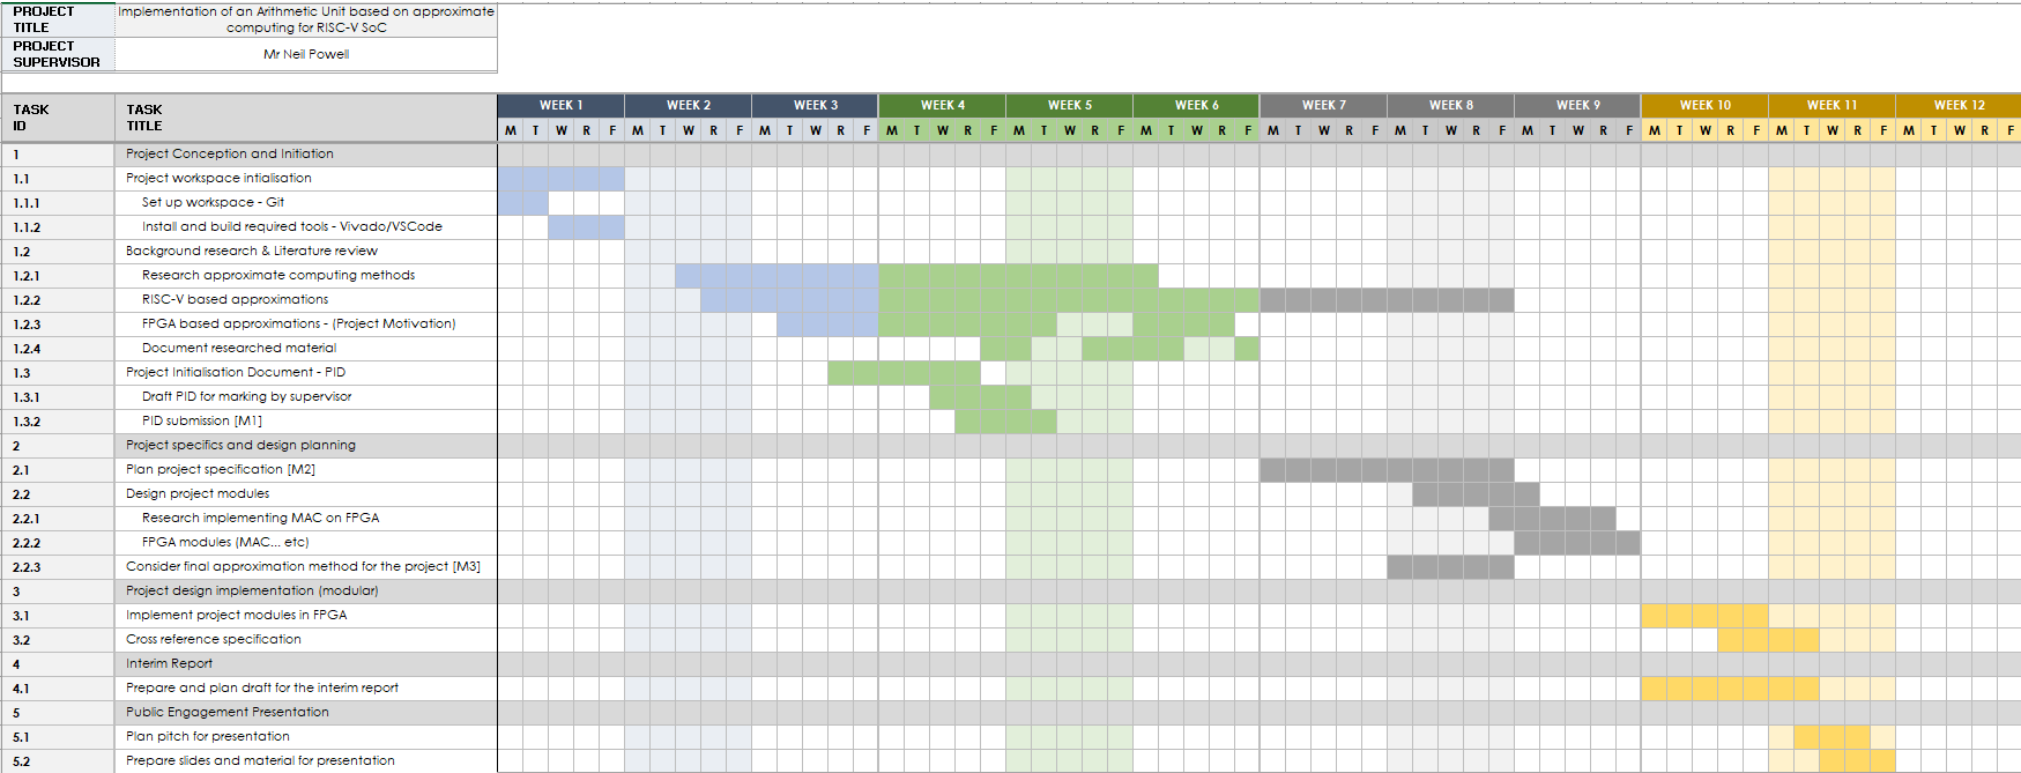 PROJECT
TITLE
Implementation of an Arithmetic Unit based on approximate
computing for RISC-V SoC
PROJECT
SUPERVISOR
Mr Neil Powell
TASK
ID
TASK
TITLE
WEEK 1 WEEK 2 WEEK 3 WEEK 4 WEEK 5 WEEK 6 WEEK 7 WEEK 8 WEEK 9 WEEK 10 WEEK 11 WEEK 12
M T W R F M T W R F M T W R F M T W R F M T W R F M T W R F M T W R F M T W R F M T W R F M T W R F M T W R F M T W R F
1 Project Conception and Initiation
1.1 Project workspace intialisation
1.1.1 Set up workspace - Git
1.1.2 Install and build required tools - Vivado/VSCode
1.2 Background research & Literature review
1.2.1 Research approximate computing methods
1.2.2 RISC-V based approximations
1.2.3 FPGA based approximations - (Project Motivation)
1.2.4 Document researched material
1.3 Project Initialisation Document - PID
1.3.1 Draft PID for marking by supervisor
1.3.2 PID submission [M1]
2 Project specifics and design planning
2.1 Plan project specification [M2]
2.2 Design project modules
2.2.1 Research implementing MAC on FPGA
2.2.2 FPGA modules (MAC... etc)
2.2.3 Consider final approximation method for the project [M3]
3 Project design implementation (modular)
3.1 Implement project modules in FPGA
3.2 Cross reference specification
4 Interim Report
4.1 Prepare and plan draft for the interim report
5 Public Engagement Presentation
5.1 Plan pitch for presentation
5.2 Prepare slides and material for presentation